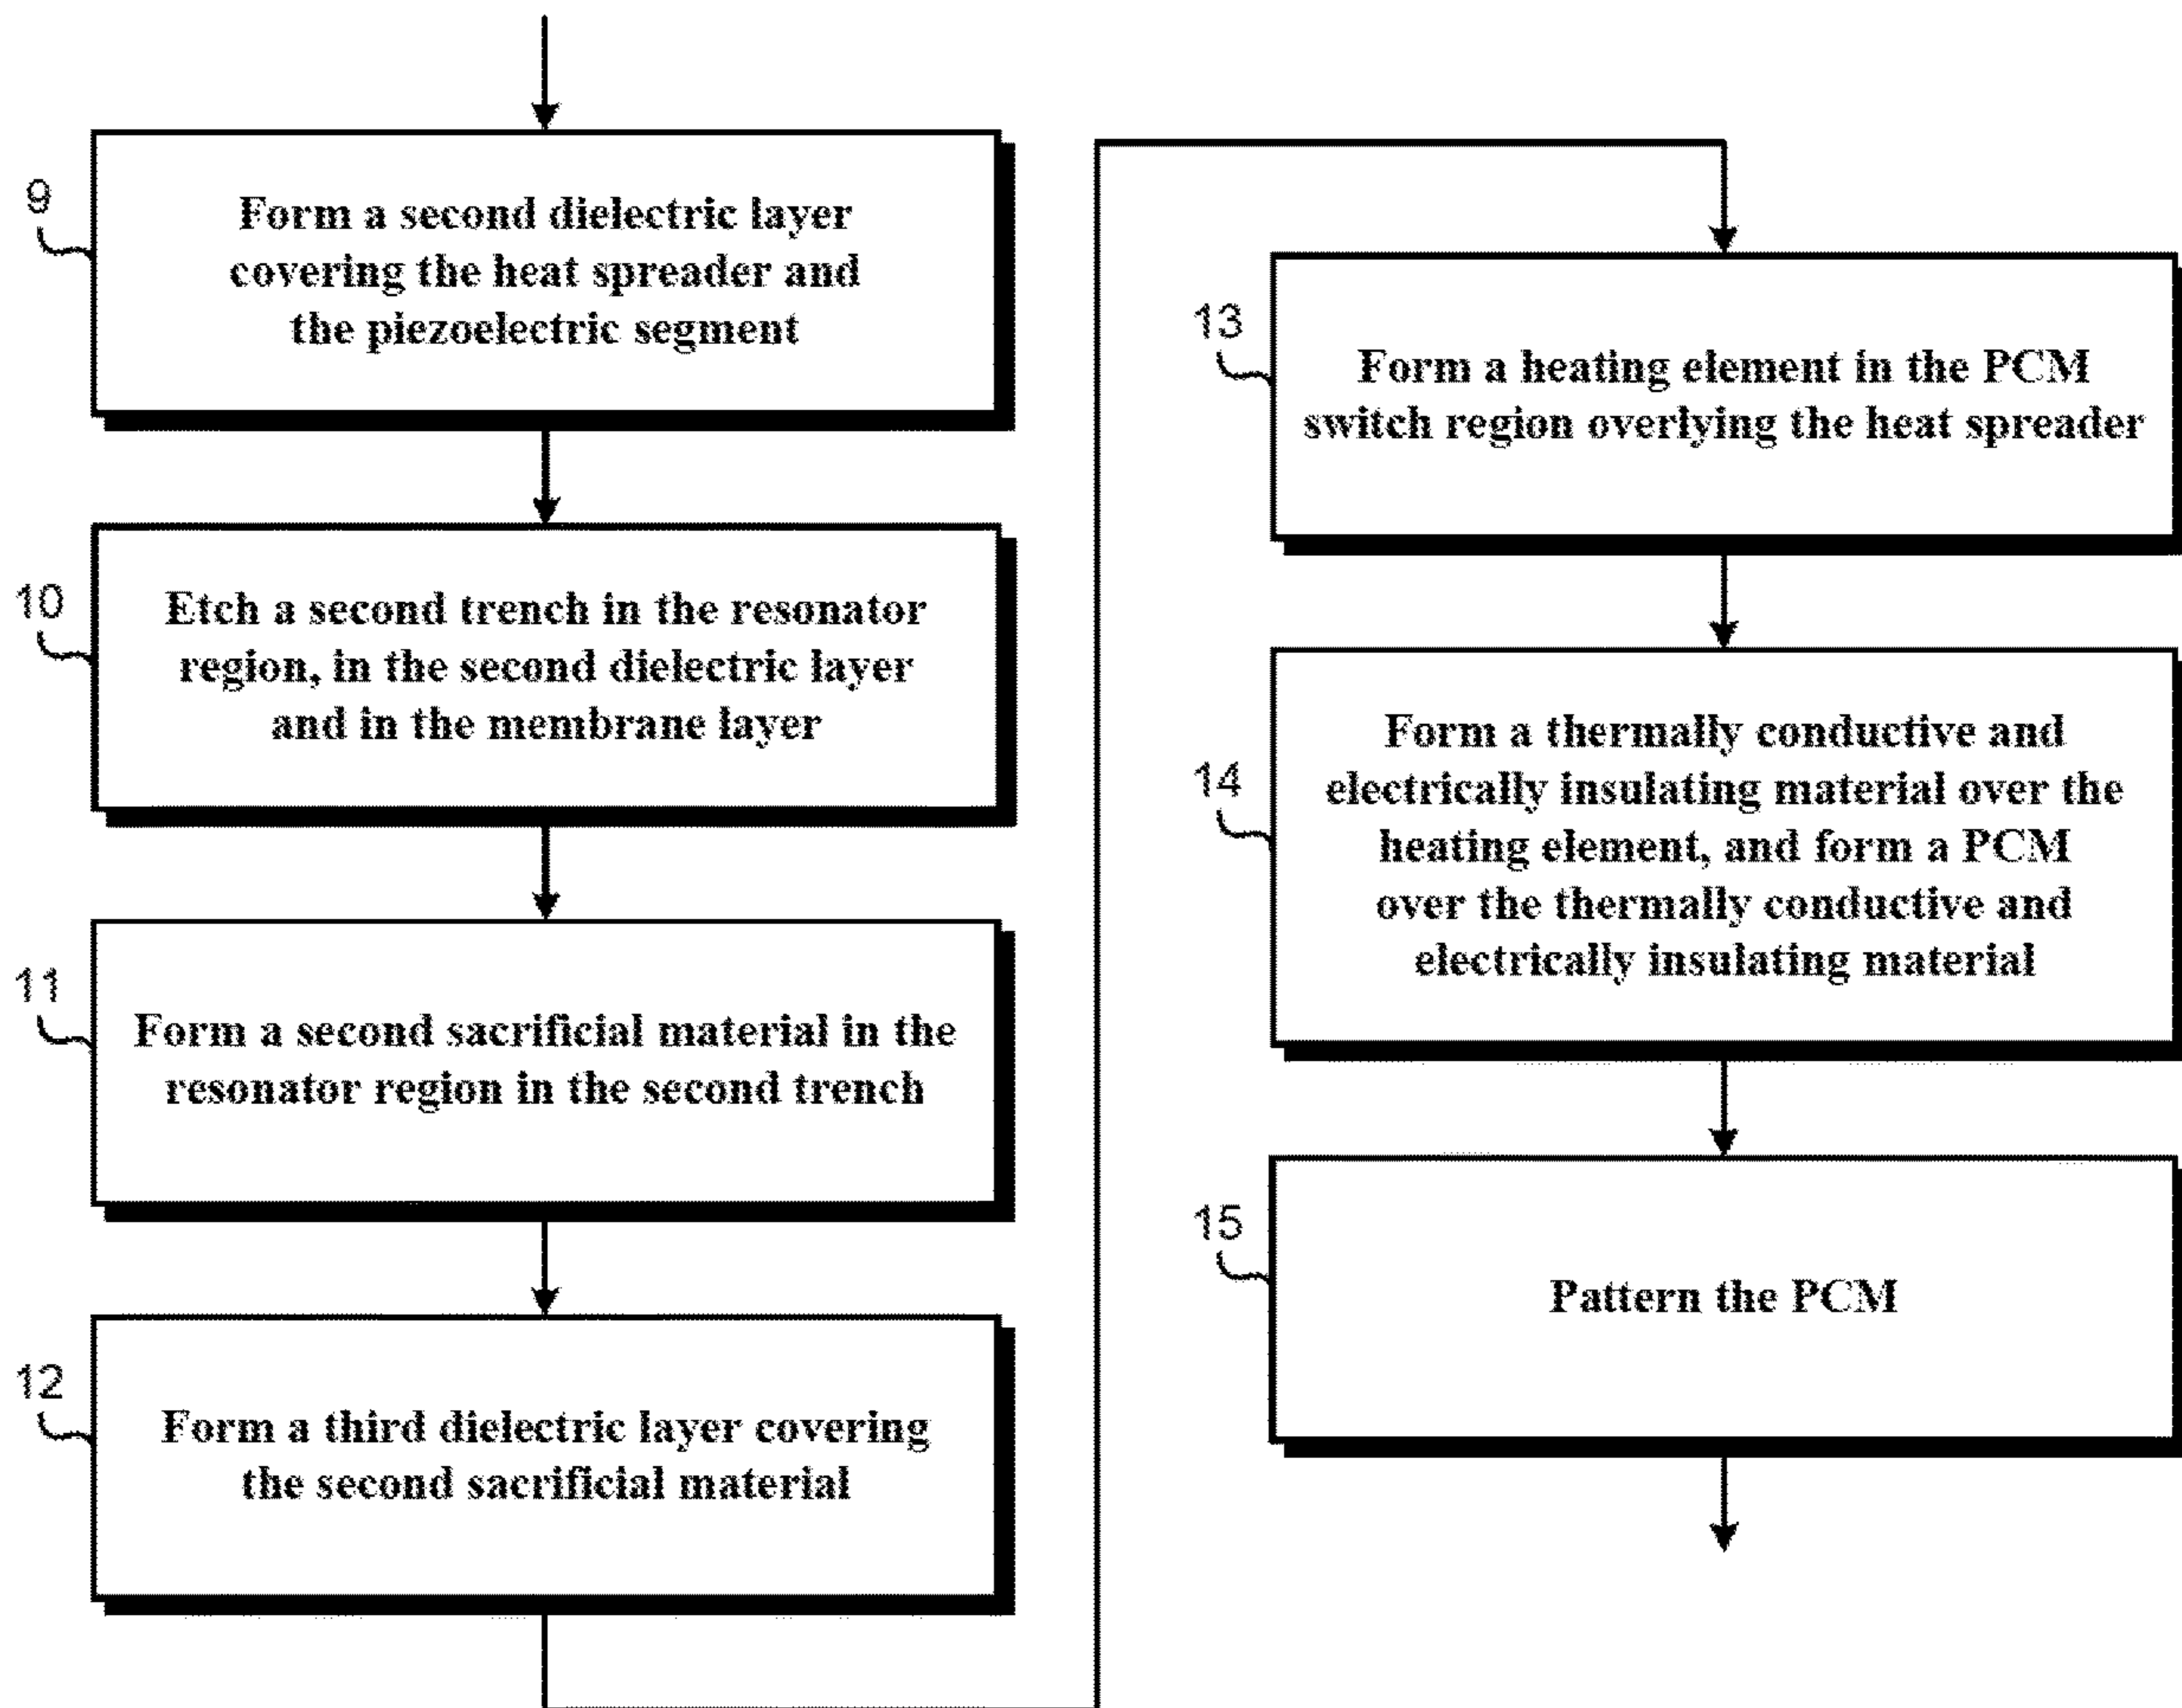 9
Form a second dielectric layer
covering the heat spreader and
the piezoelectric segment
10
Etch a second trench in the resonator
region, in the second dielectric layer
and in the membrane layer
11
Form a second sacrificial material in the
resonator region in the second trench
12
Form a third dielectric layer covering
the second sacrificial material
13
Form a heating element in the PCM
switch region overlying the heat spreader
14
Form a thermally conductive and
electrically insulating material over the
heating element, and form a PCM
over the thermally conductive and
electrically insulating material
15
Pattern the PCM